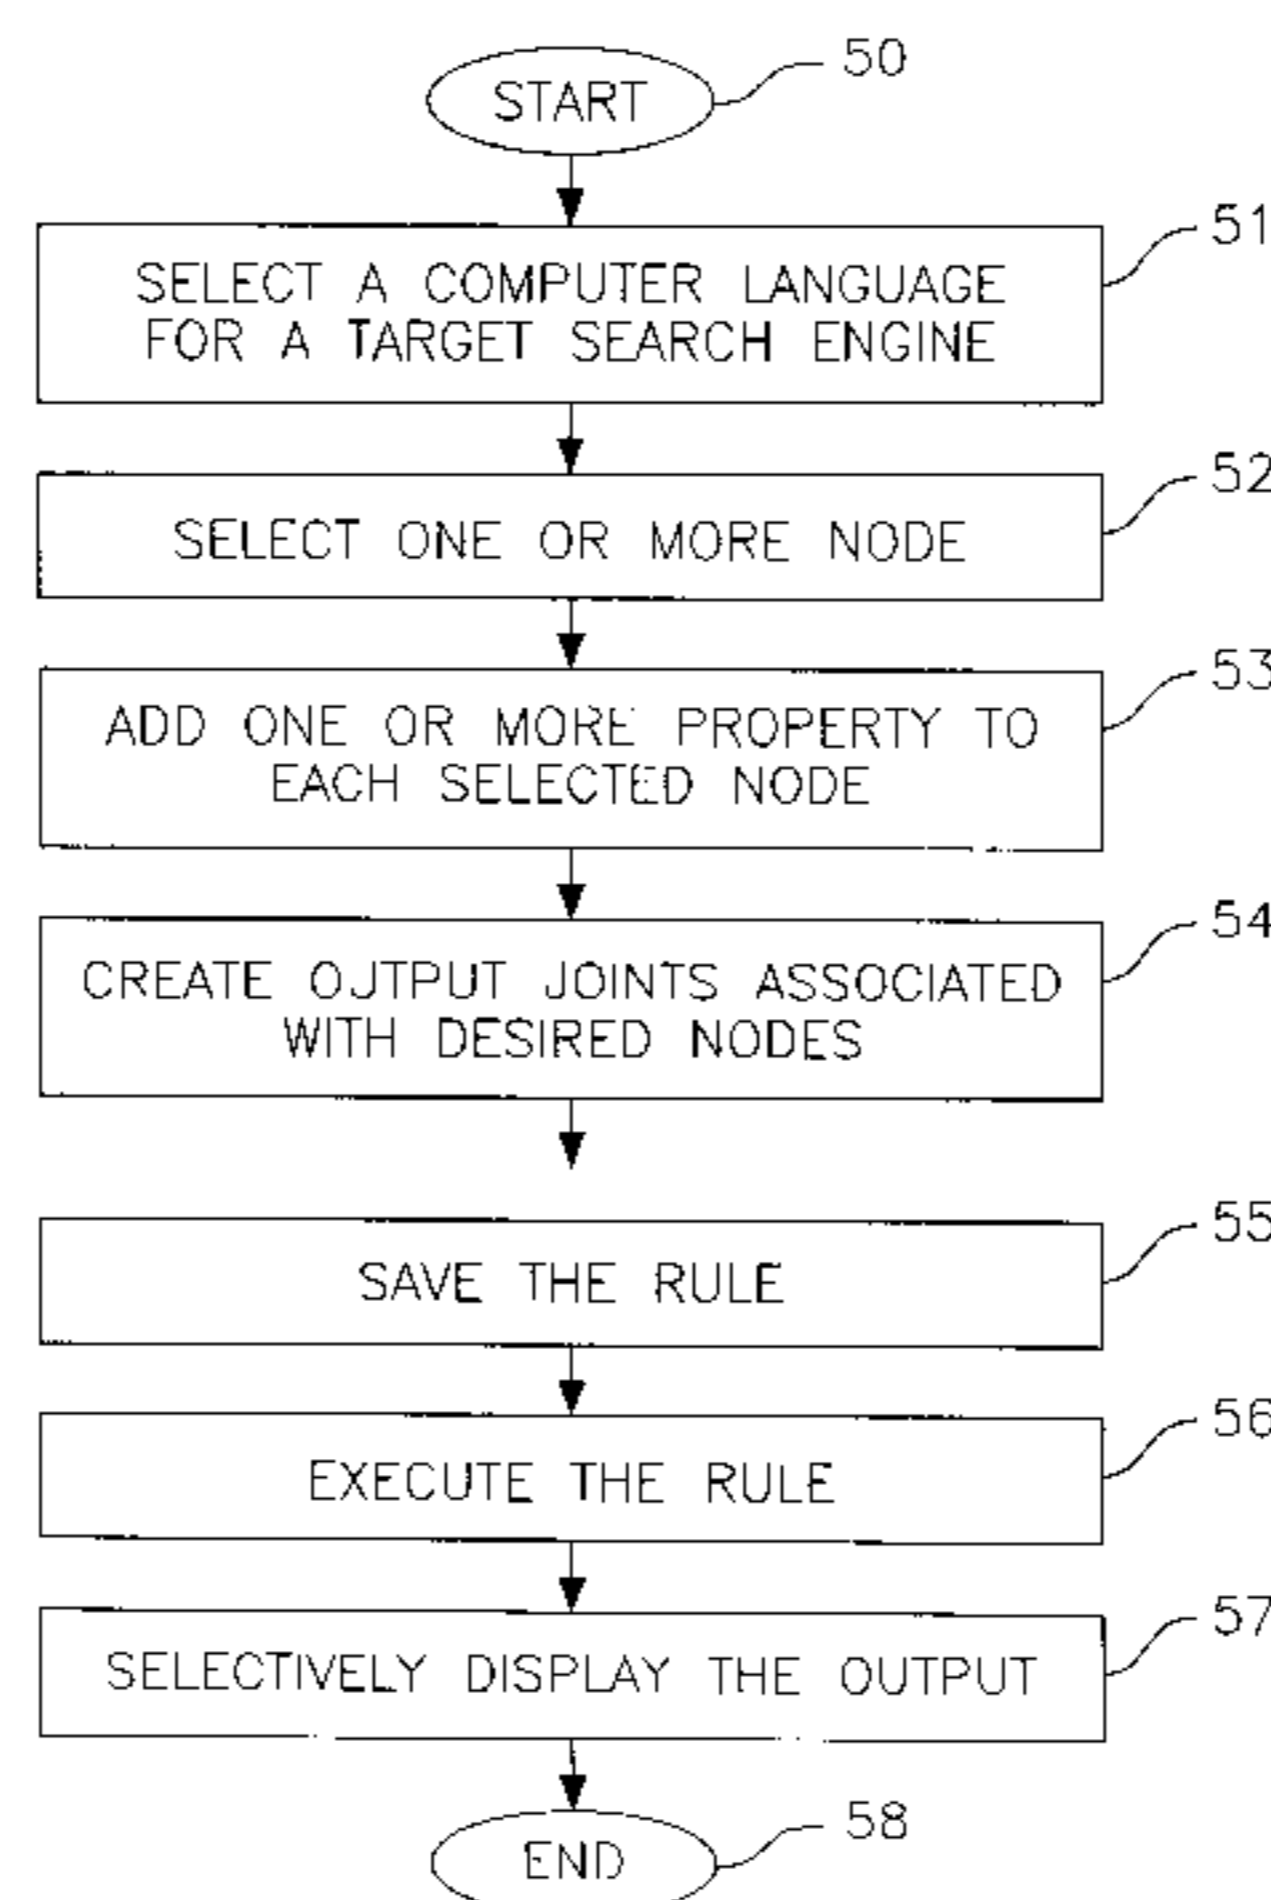 START
50
SELECT A COMPUTER LANGUAGE
FOR A TARGET SEARCH ENGINE
51
SELECT ONE OR MORE NODE
52
ADD ONE OR MORE PROPERTY TO
EACH SELECTED NODE
53
CREATE OUTPUT JOINTS ASSOCIATED
WITH DESIRED NODES
54
SAVE THE RULE
55
EXECUTE THE RULE
56
SELECTIVELY DISPLAY THE OUTPUT
57
END
58